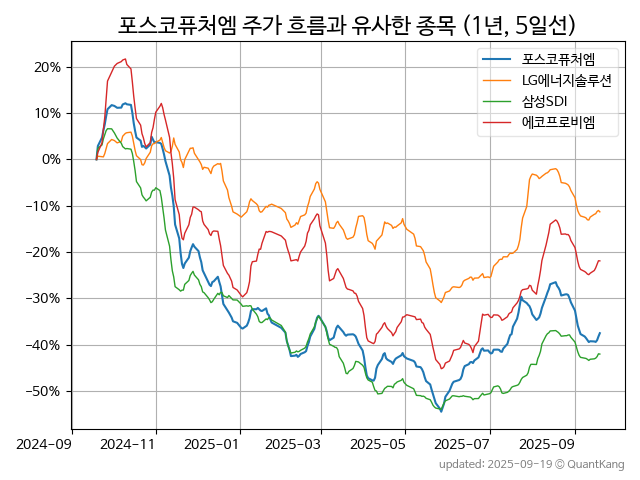 포스코퓨처엠 주가 흐름과 유사한 종목 (1년, 5일선)
포스코퓨처엠
LG에너지솔루션
삼성SDI
에코프로비엠
20%
10%
0%
-10%
-20%
-30%
-40%
-50%
2024-09 2024-11 2025-01 2025-03 2025-05 2025-07 2025-09
updated: 2025-09-19 © QuantKang